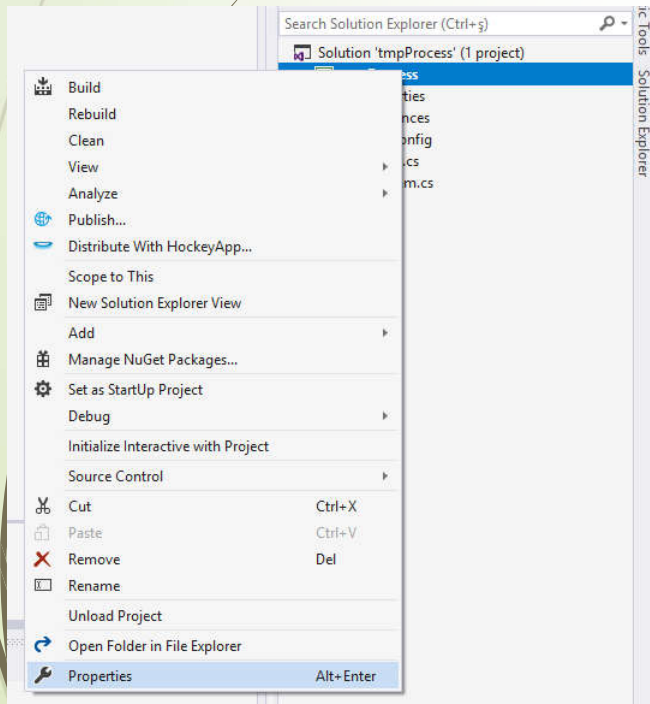 Search Solution Explorer (Ctrl+ş)
Solution 'tmpProcess' (1 project)
Build
Rebuild
Clean
View
Analyze
Publish...
Distribute With HockeyApp...
Scope to This
New Solution Explorer View
Add
Manage NuGet Packages...
Set as StartUp Project
Debug
Initialize Interactive with Project
Source Control
Cut Ctrl+X
Paste Ctrl+V
Remove Del
Rename
Unload Project
Open Folder in File Explorer
Properties Alt+Enter
ess
ties
nces
onfig
.cs
m.cs
ic Tools
Solution Explorer